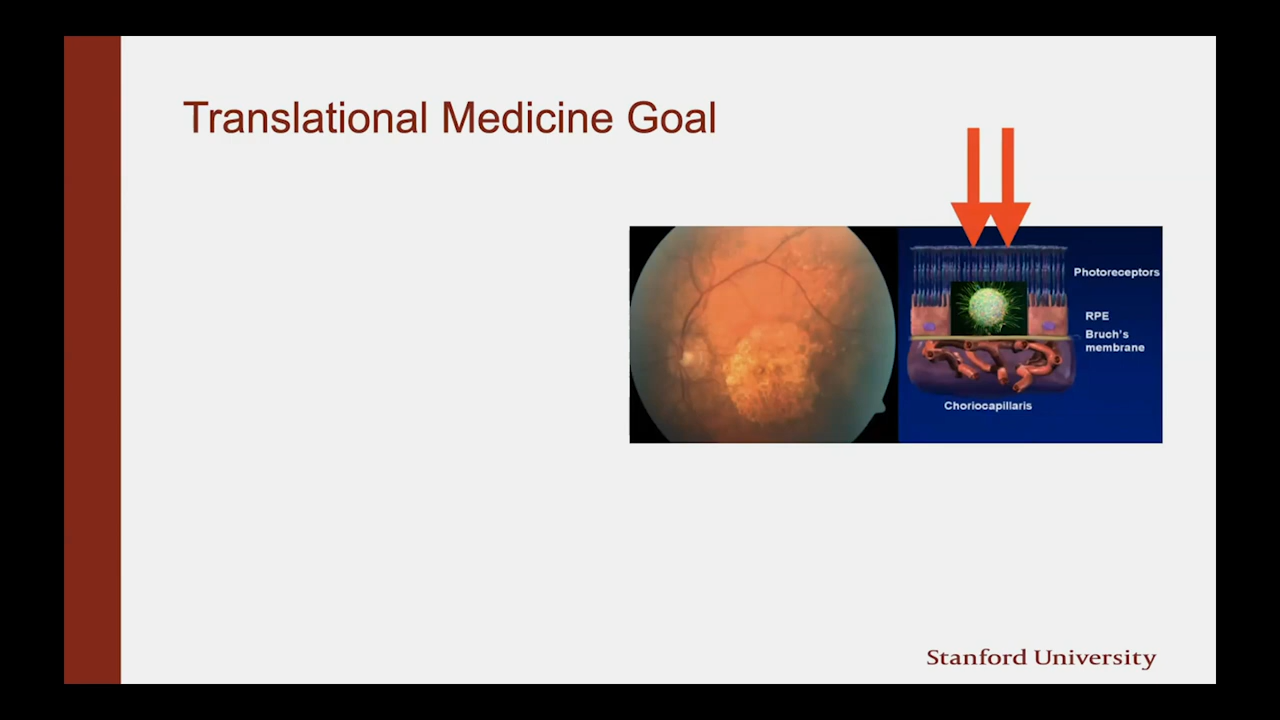 Translational Medicine Goal
Photoreceptors
RPE
Bruch's
membrane
Choriocapillaris
Stanford University